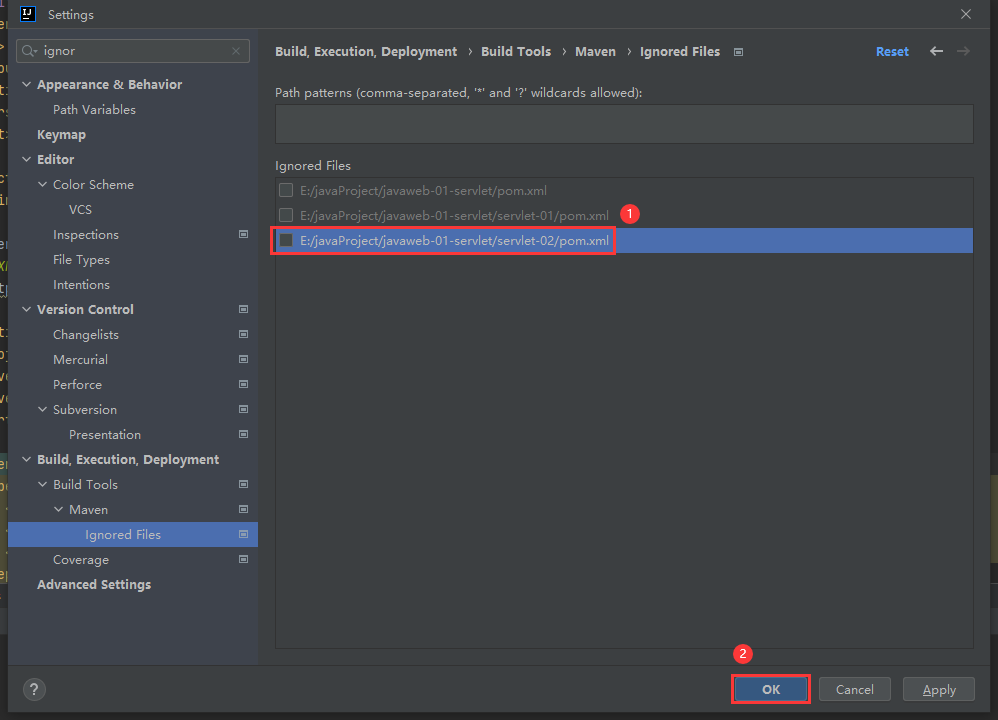 IJ
Settings
ignor
Appearance & Behavior
Path Variables
Keymap
Editor
Color Scheme
VCS
Inspections
File Types
Intentions
Version Control
Changelists
Mercurial
Perforce
Subversion
Presentation
Build, Execution, Deployment
Build Tools
Maven
Ignored Files
Coverage
Advanced Settings
?
Build, Execution, Deployment › Build Tools › Maven › Ignored Files
Reset
Path patterns (comma-separated, '*' and '?' wildcards allowed):
Ignored Files
E:/javaProject/javaweb-01-servlet/pom.xml
E:/javaProject/javaweb-01-servlet/servlet-01/pom.xml
1
E:/javaProject/javaweb-01-servlet/servlet-02/pom.xml
2
OK
Cancel
Apply